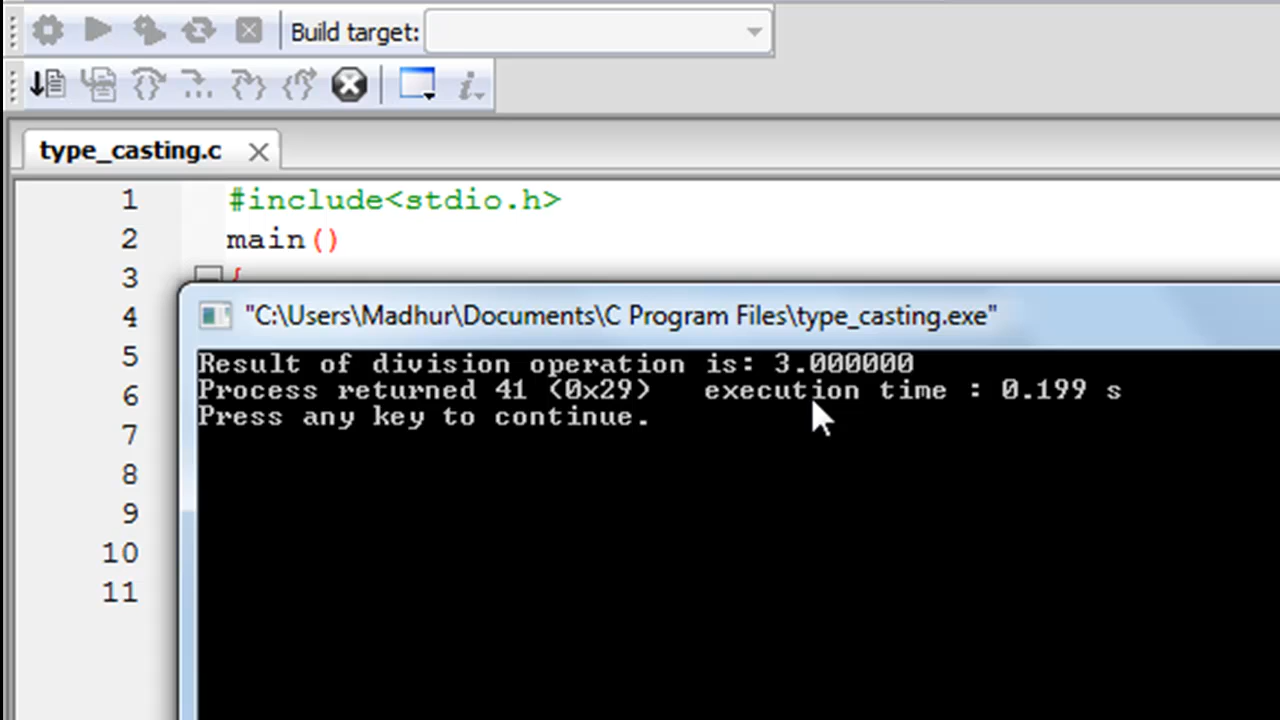 Build target:
type_casting.c
1 #include<stdio.h>
2 main()
3 {
4
5
6
7
8
9
10
11
"C:\Users\Madhur\Documents\C Program Files\type_casting.exe"
Result of division operation is: 3.000000
Process returned 41 (0x29)   execution time : 0.199 s
Press any key to continue.